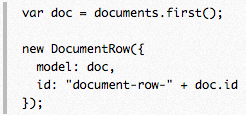 var doc = documents.first();
new DocumentRow({
  model: doc,
  id: "document-row-" + doc.id
});